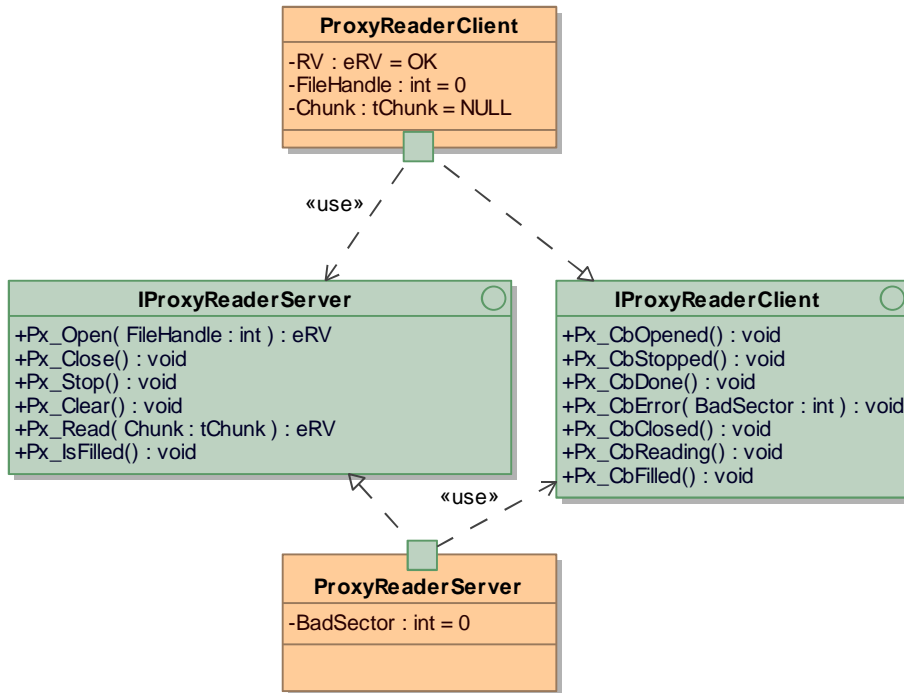 ProxyReaderClient
-RV : eRV = OK
-FileHandle : int = 0
-Chunk : tChunk = NULL
«use»
IProxyReaderServer
+Px_Open( FileHandle : int ) : eRV
+Px_Close() : void
+Px_Stop() : void
+Px_Clear() : void
+Px_Read( Chunk : tChunk ) : eRV
+Px_IsFilled() : void
IProxyReaderClient
+Px_CbOpened() : void
+Px_CbStopped() : void
+Px_CbDone() : void
+Px_CbError( BadSector : int ) : void
+Px_CbClosed() : void
+Px_CbReading() : void
+Px_CbFilled() : void
«use»
ProxyReaderServer
-BadSector : int = 0